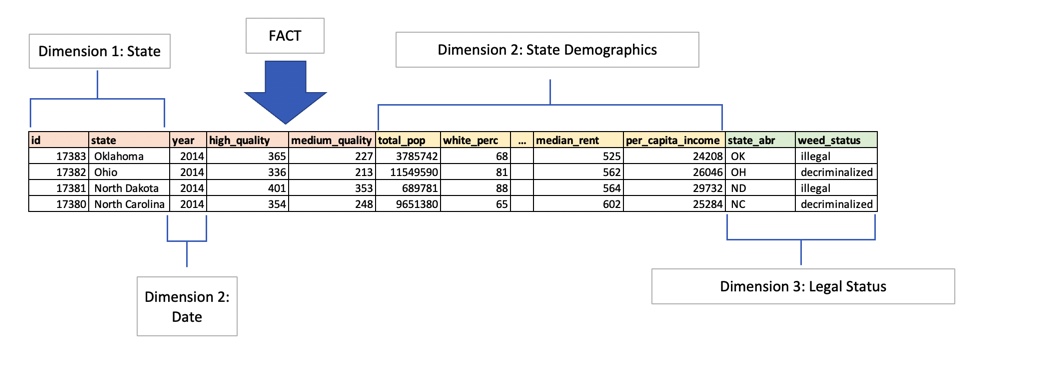 FACT
Dimension 1: State
Dimension 2: State Demographics
id state year high_quality medium_quality total_pop white_perc ... median_rent per_capita_income state_abr weed_status
17383 Oklahoma 2014 365 227 3785742 68 525 24208 OK illegal
17382 Ohio 2014 336 213 11549590 81 562 26046 OH decriminalized
17381 North Dakota 2014 401 353 689781 88 564 29732 ND illegal
17380 North Carolina 2014 354 248 9651380 65 602 25284 NC decriminalized
Dimension 2:
Date
Dimension 3: Legal Status